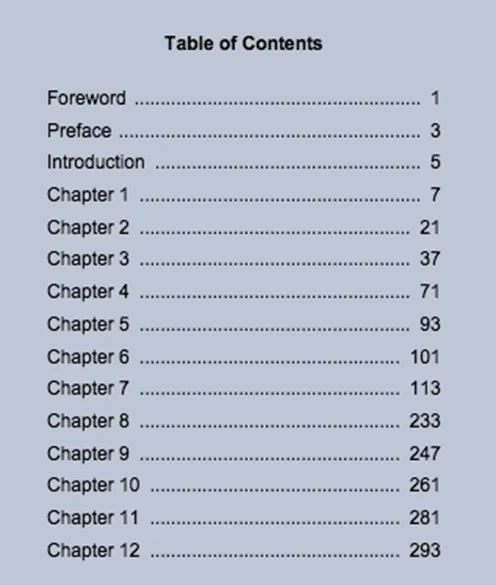 Table of Contents
Foreword ........................................................ 1
Preface ........................................................... 3
Introduction .................................................... 5
Chapter 1 ....................................................... 7
Chapter 2 ..................................................... 21
Chapter 3 ..................................................... 37
Chapter 4 ..................................................... 71
Chapter 5 ..................................................... 93
Chapter 6 ................................................... 101
Chapter 7 ................................................... 113
Chapter 8 ................................................... 233
Chapter 9 ................................................... 247
Chapter 10 ................................................. 261
Chapter 11 ................................................. 281
Chapter 12 ................................................. 293